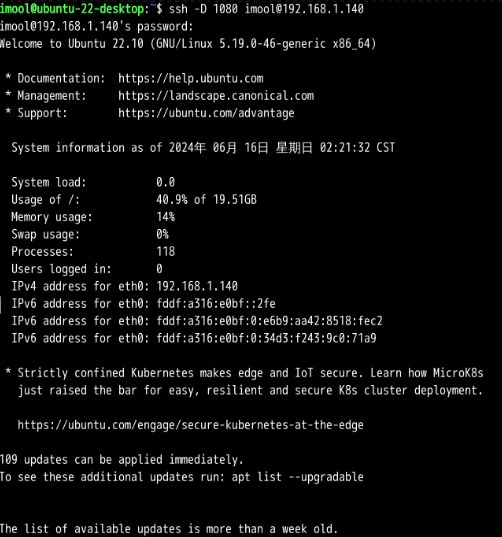 imool@ubuntu-22-desktop:~$ ssh -D 1080 imool@192.168.1.140
imool@192.168.1.140's password:
Welcome to Ubuntu 22.10 (GNU/Linux 5.19.0-46-generic x86_64)
* Documentation: https://help.ubuntu.com
* Management: https://landscape.canonical.com
* Support: https://ubuntu.com/advantage
System information as of 2024年 06月 16日 星期日 02:21:32 CST
System load: 0.0
Usage of /: 40.9% of 19.51GB
Memory usage: 14%
Swap usage: 0%
Processes: 118
Users logged in: 0
IPv4 address for eth0: 192.168.1.140
IPv6 address for eth0: fddf:a316:e0bf::2fe
IPv6 address for eth0: fddf:a316:e0bf:0:e6b9:aa42:8518:fec2
IPv6 address for eth0: fddf:a316:e0bf:0:34d3:f243:9c0:71a9
* Strictly confined Kubernetes makes edge and IoT secure. Learn how MicroK8s
just raised the bar for easy, resilient and secure K8s cluster deployment.
https://ubuntu.com/engage/secure-kubernetes-at-the-edge
109 updates can be applied immediately.
To see these additional updates run: apt list --upgradable
The list of available updates is more than a week old.